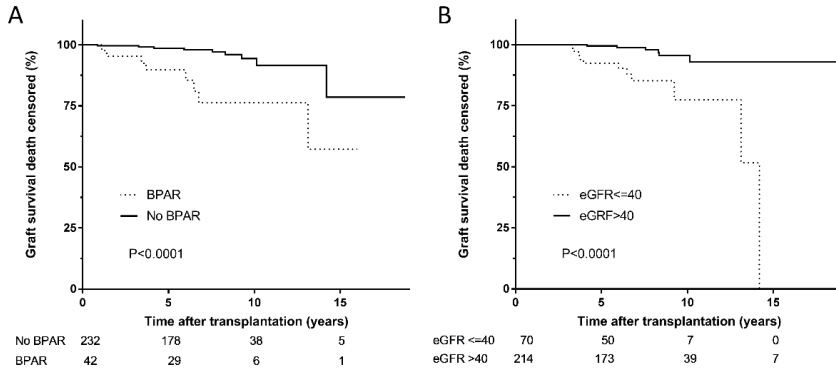 A
Graft survival death censored (%)
100
75
50
25
0
BPAR
No BPAR
P<0.0001
0 5 10 15
Time after transplantation (years)
No BPAR 232 178 38 5
BPAR 42 29 6 1
B
Graft survival death censored (%)
100
75
50
25
0
eGFR<=40
eGRF>40
P<0.0001
0 5 10 15
Time after transplantation (years)
eGFR <=40 70 50 7 0
eGFR >40 214 173 39 7